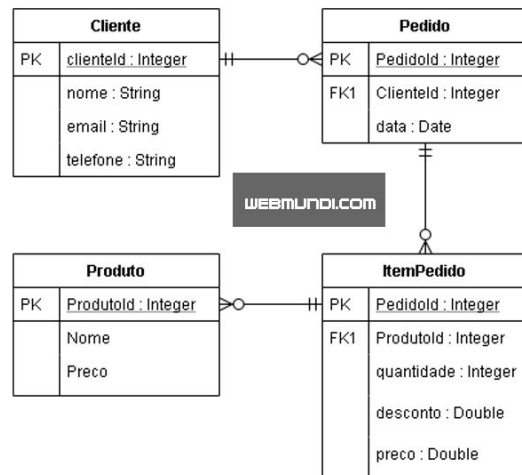 Cliente
PK clienteId : Integer
nome : String
email : String
telefone : String
Pedido
PK PedidoId : Integer
FK1 ClienteId : Integer
data : Date
WEBMUNDI.COM
Produto
PK ProdutoId : Integer
Nome
Preco
ItemPedido
PK PedidoId : Integer
FK1 ProdutoId : Integer
quantidade : Integer
desconto : Double
preco : Double